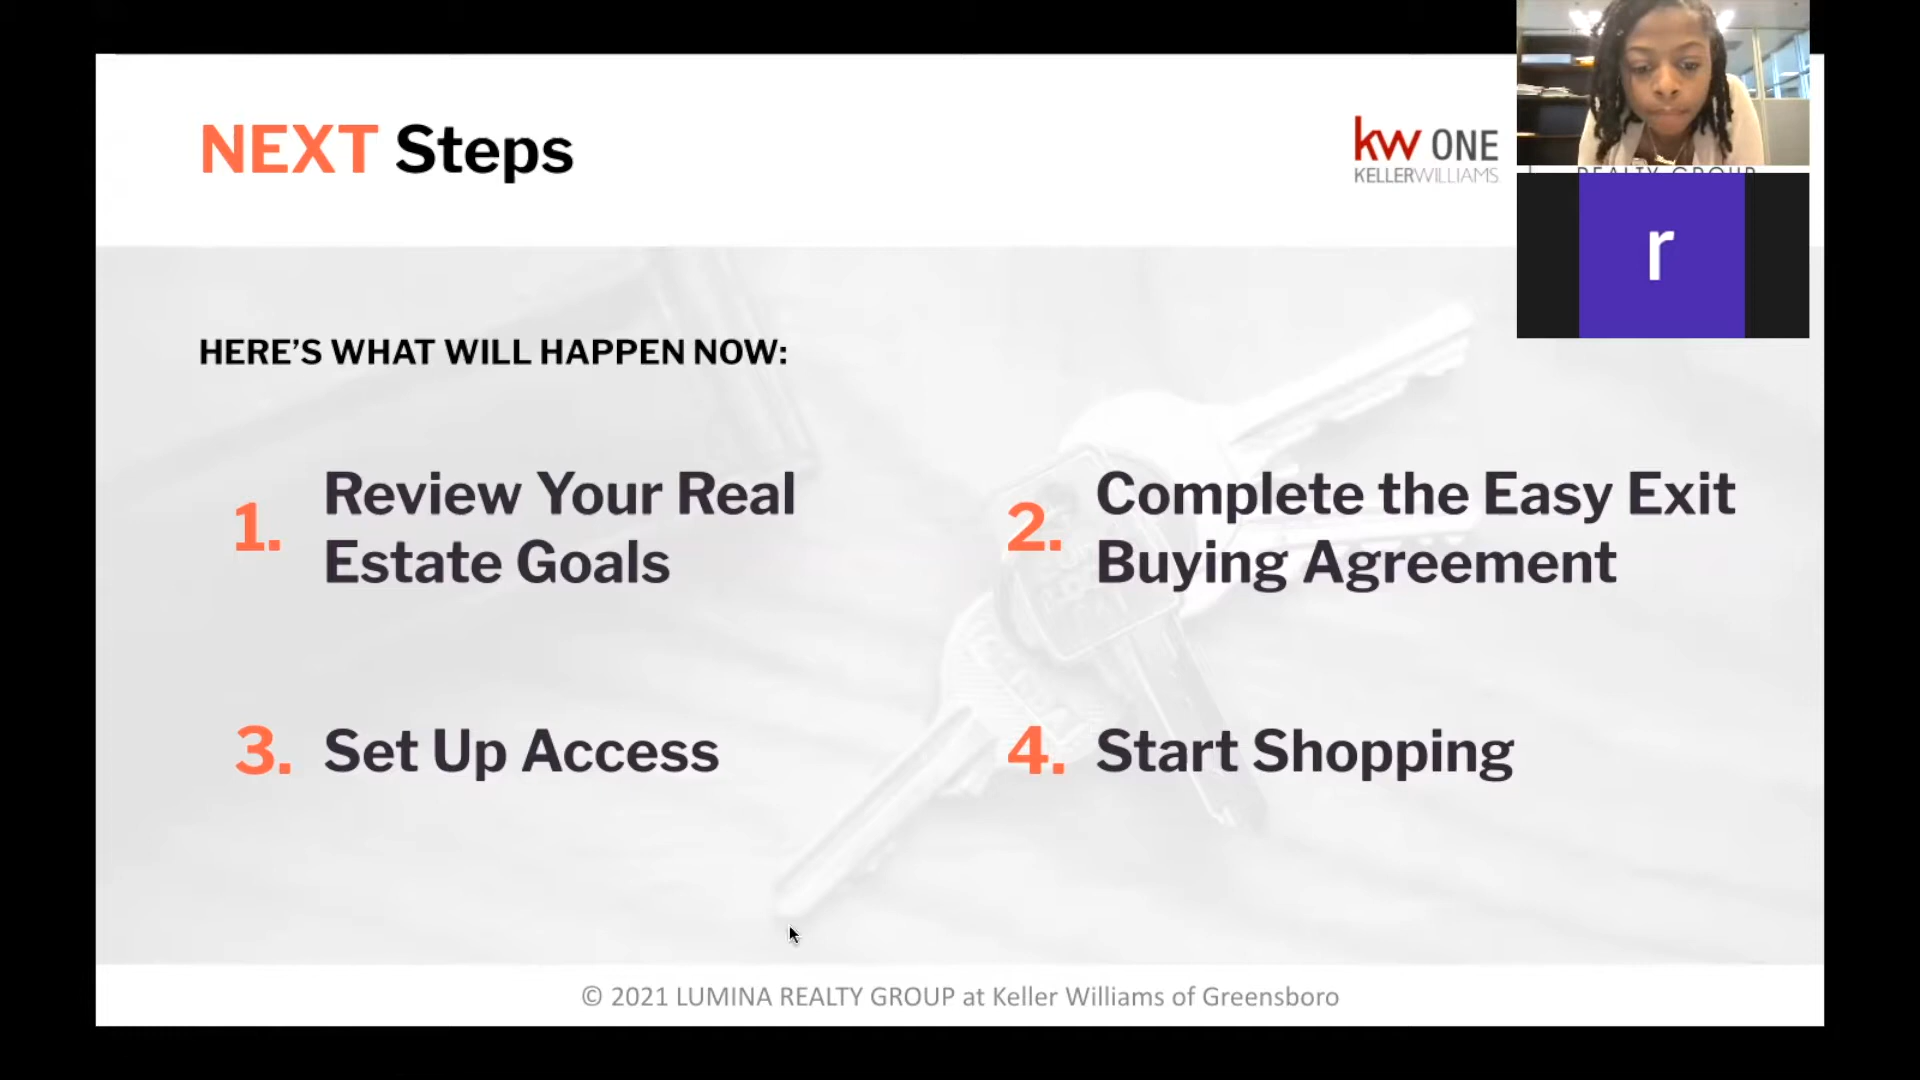 NEXT Steps
kw ONE
KELLERWILLIAMS
REALTY GROUP
r
HERE'S WHAT WILL HAPPEN NOW:
1. Review Your Real
Estate Goals
2. Complete the Easy Exit
Buying Agreement
3. Set Up Access
4. Start Shopping
© 2021 LUMINA REALTY GROUP at Keller Williams of Greensboro